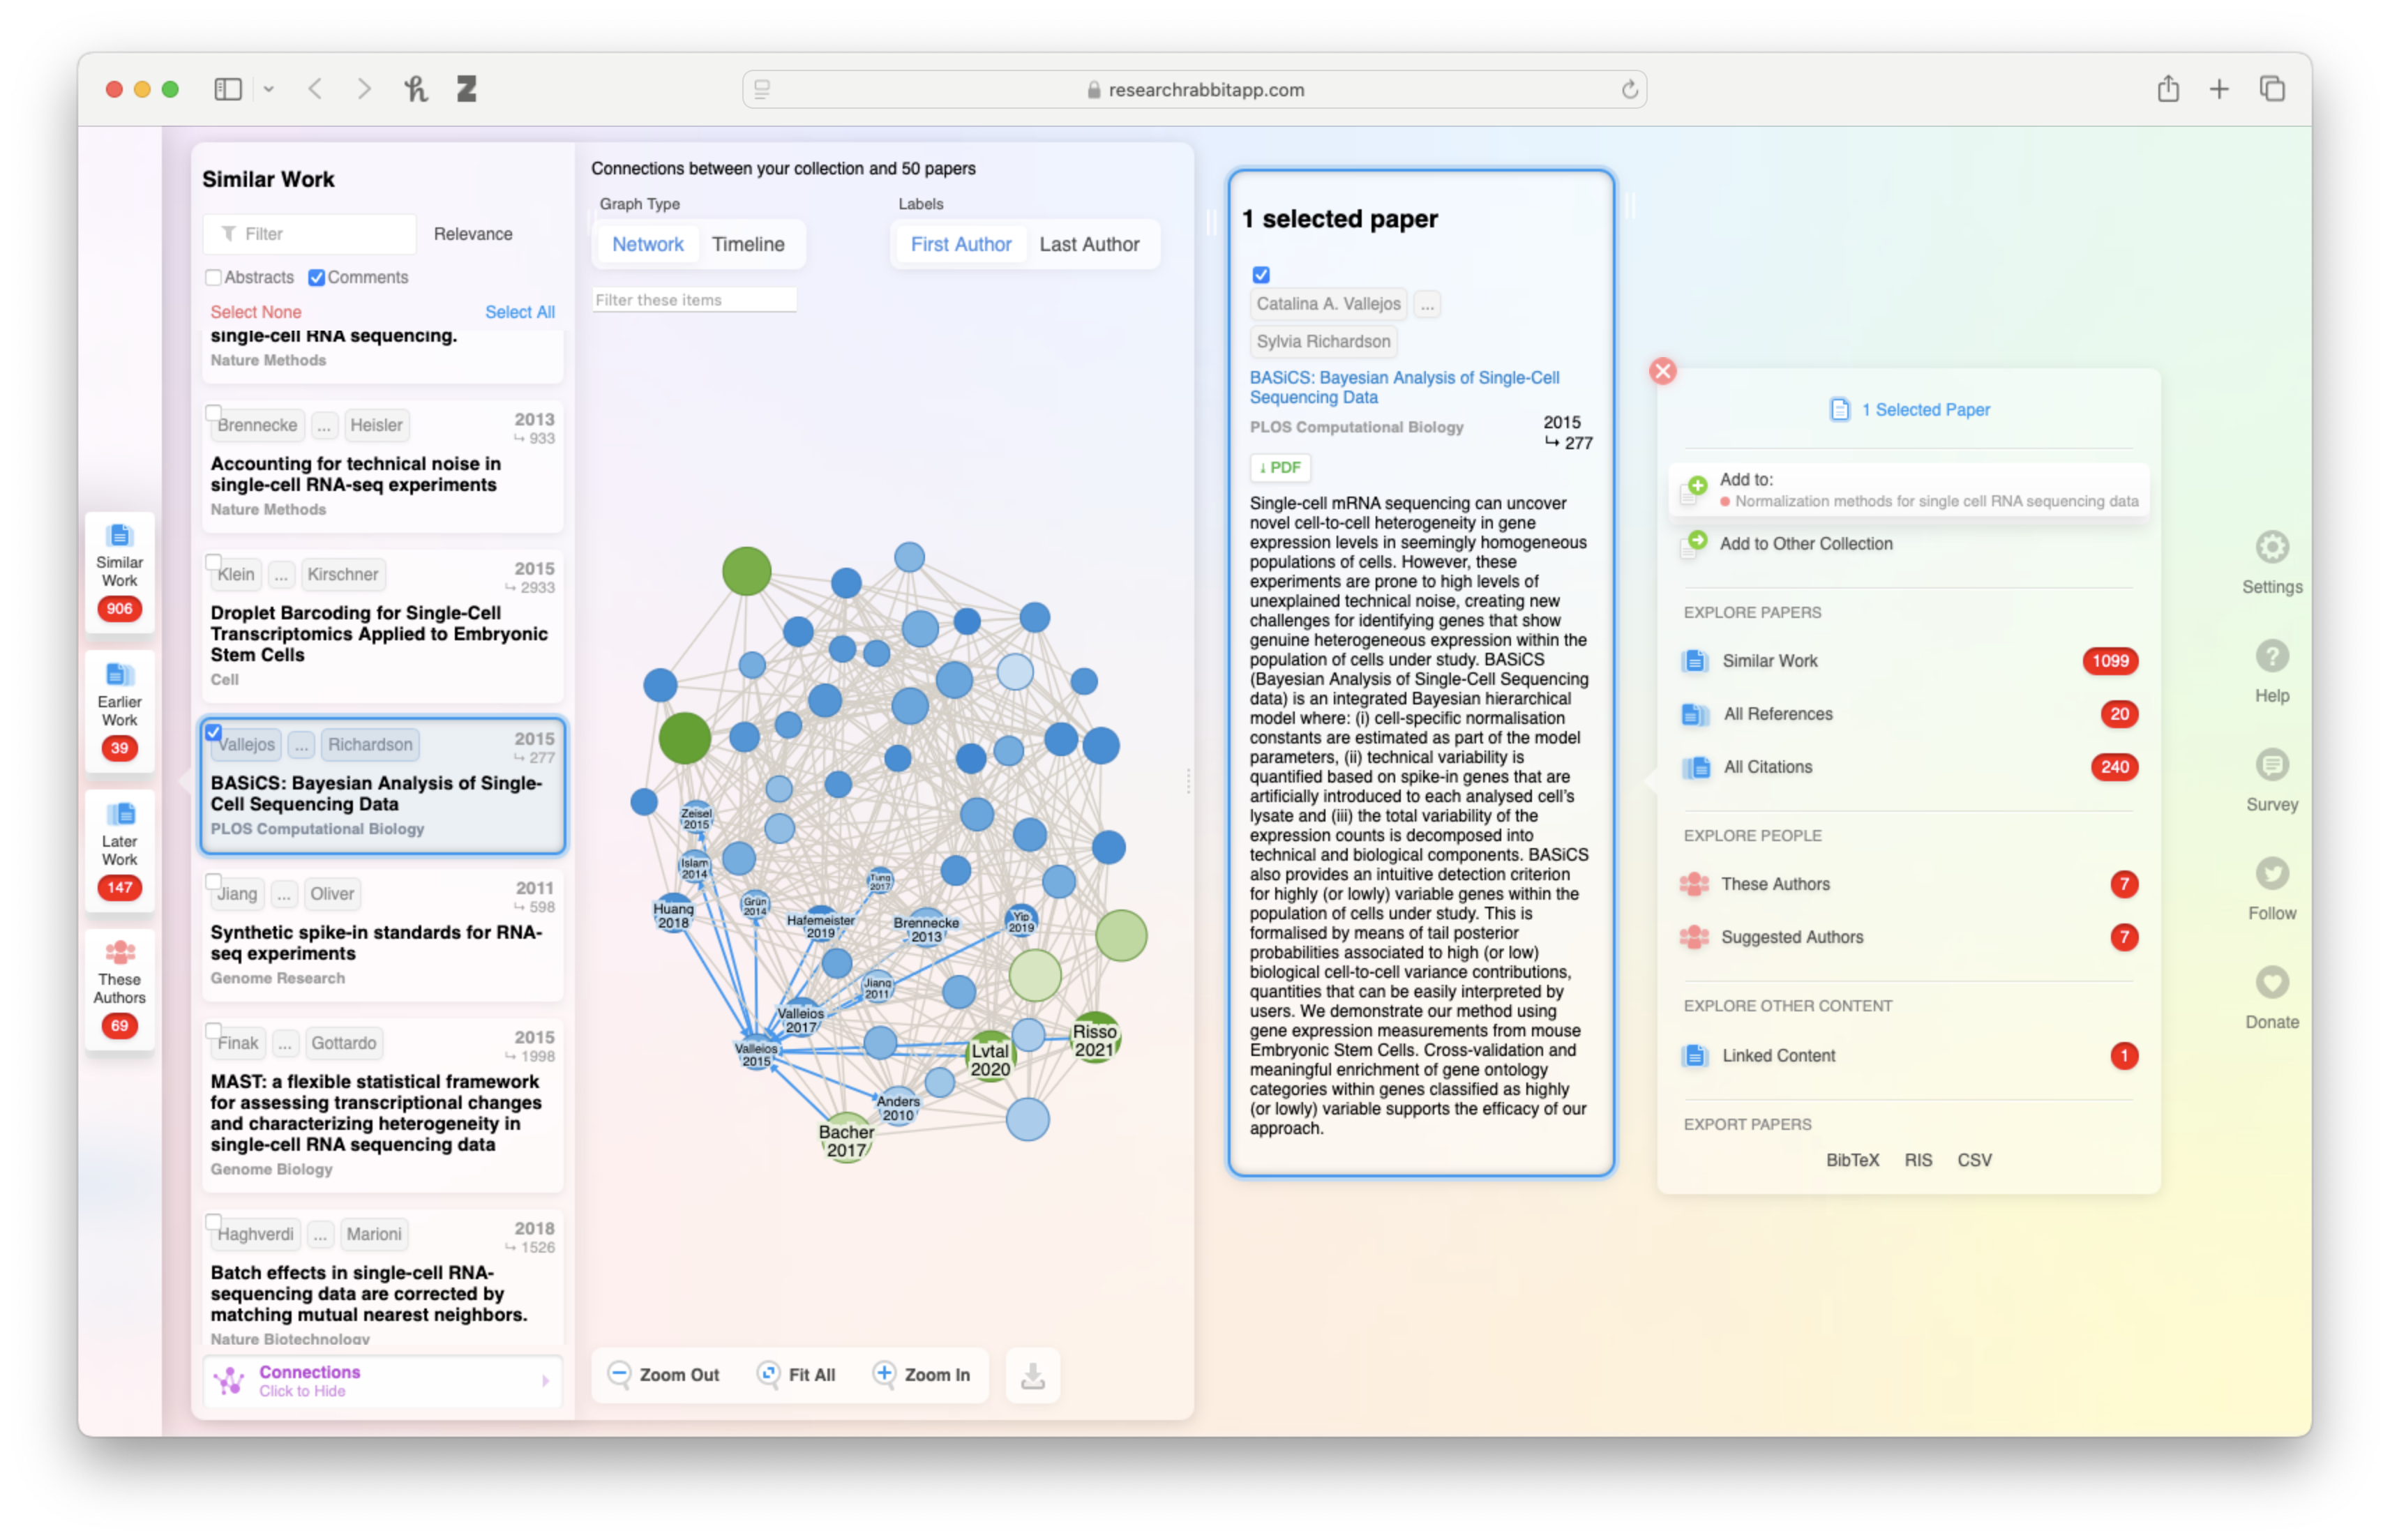 researchrabbitapp.com
Similar
Work
906
Earlier
Work
39
Later
Work
147
These
Authors
69
Similar Work
Filter
Relevance
Abstracts
Comments
Select None
Select All
single-cell RNA sequencing.
Nature Methods
Brennecke ... Heisler
2013
↪ 933
Accounting for technical noise in
single-cell RNA-seq experiments
Nature Methods
Klein ... Kirschner
2015
↪ 2933
Droplet Barcoding for Single-Cell
Transcriptomics Applied to Embryonic
Stem Cells
Cell
Vallejos ... Richardson
2015
↪ 277
BASiCS: Bayesian Analysis of Single-
Cell Sequencing Data
PLOS Computational Biology
Jiang ... Oliver
2011
↪ 598
Synthetic spike-in standards for RNA-
seq experiments
Genome Research
Finak ... Gottardo
2015
↪ 1998
MAST: a flexible statistical framework
for assessing transcriptional changes
and characterizing heterogeneity in
single-cell RNA sequencing data
Genome Biology
Haghverdi ... Marioni
2018
↪ 1526
Batch effects in single-cell RNA-
sequencing data are corrected by
matching mutual nearest neighbors.
Nature Biotechnology
Connections
Click to Hide
Connections between your collection and 50 papers
Graph Type
Network
Timeline
Labels
First Author
Last Author
Filter these items
Zeisel
2015
Islam
2014
Tung
2017
Huang
2018
Grün
2014
Hafemeister
2019
Brennecke
2013
Yip
2019
Jiang
2011
Vallejos
2017
Vallejos
2015
Lytal
2020
Risso
2021
Anders
2010
Bacher
2017
Zoom Out
Fit All
Zoom In
1 selected paper
Catalina A. Vallejos ...
Sylvia Richardson
BASiCS: Bayesian Analysis of Single-Cell
Sequencing Data
PLOS Computational Biology
2015
↪ 277
↓ PDF
Single-cell mRNA sequencing can uncover
novel cell-to-cell heterogeneity in gene
expression levels in seemingly homogeneous
populations of cells. However, these
experiments are prone to high levels of
unexplained technical noise, creating new
challenges for identifying genes that show
genuine heterogeneous expression within the
population of cells under study. BASiCS
(Bayesian Analysis of Single-Cell Sequencing
data) is an integrated Bayesian hierarchical
model where: (i) cell-specific normalisation
constants are estimated as part of the model
parameters, (ii) technical variability is
quantified based on spike-in genes that are
artificially introduced to each analysed cell’s
lysate and (iii) the total variability of the
expression counts is decomposed into
technical and biological components. BASiCS
also provides an intuitive detection criterion
for highly (or lowly) variable genes within the
population of cells under study. This is
formalised by means of tail posterior
probabilities associated to high (or low)
biological cell-to-cell variance contributions,
quantities that can be easily interpreted by
users. We demonstrate our method using
gene expression measurements from mouse
Embryonic Stem Cells. Cross-validation and
meaningful enrichment of gene ontology
categories within genes classified as highly
(or lowly) variable supports the efficacy of our
approach.
1 Selected Paper
Add to:
Normalization methods for single cell RNA sequencing data
Add to Other Collection
EXPLORE PAPERS
Similar Work 1099
All References 20
All Citations 240
EXPLORE PEOPLE
These Authors 7
Suggested Authors 7
EXPLORE OTHER CONTENT
Linked Content 1
EXPORT PAPERS
BibTeX RIS CSV
Settings
Help
Survey
Follow
Donate